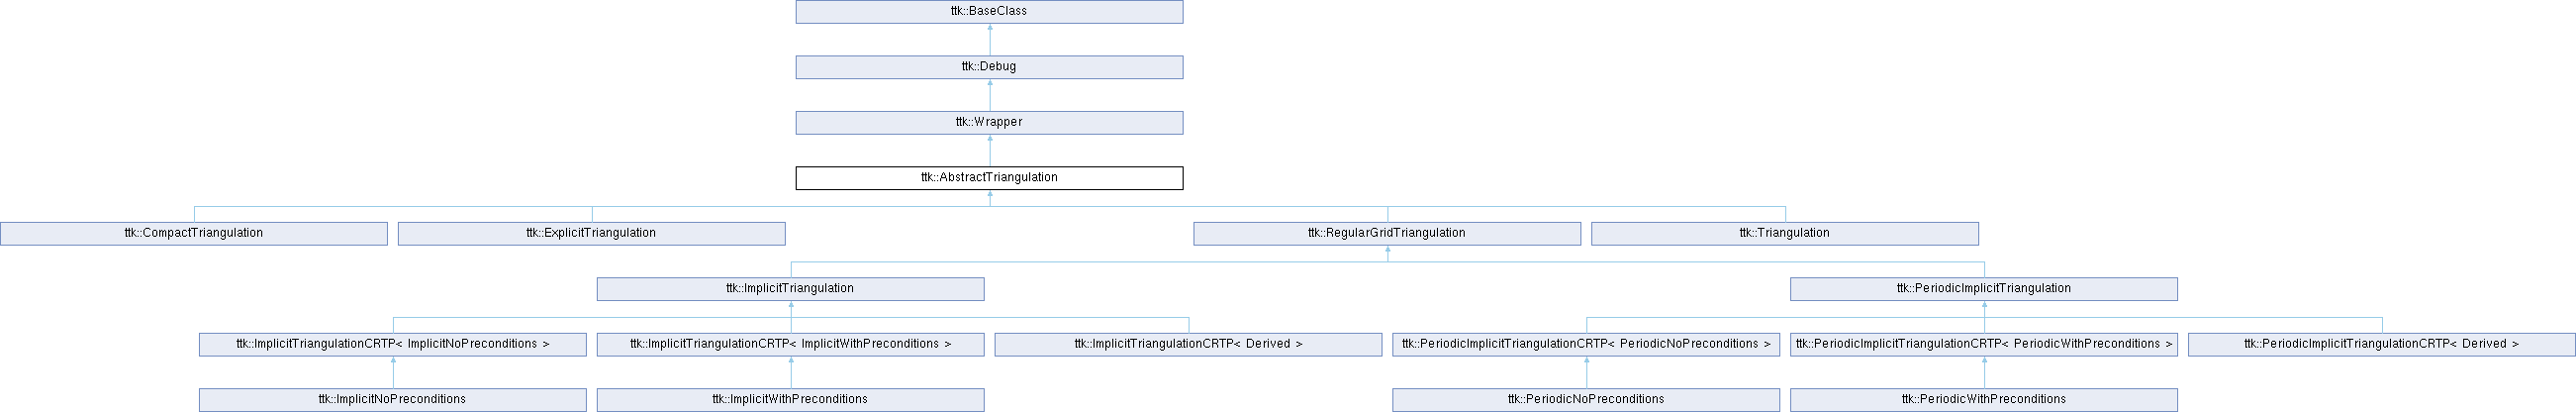 ttk::BaseClass
ttk::Debug
ttk::Wrapper
ttk::AbstractTriangulation
ttk::CompactTriangulation
ttk::ExplicitTriangulation
ttk::RegularGridTriangulation
ttk::Triangulation
ttk::ImplicitTriangulation
ttk::PeriodicImplicitTriangulation
ttk::ImplicitTriangulationCRTP< ImplicitNoPreconditions >
ttk::ImplicitTriangulationCRTP< ImplicitWithPreconditions >
ttk::ImplicitTriangulationCRTP< Derived >
ttk::PeriodicImplicitTriangulationCRTP< PeriodicNoPreconditions >
ttk::PeriodicImplicitTriangulationCRTP< PeriodicWithPreconditions >
ttk::PeriodicImplicitTriangulationCRTP< Derived >
ttk::ImplicitNoPreconditions
ttk::ImplicitWithPreconditions
ttk::PeriodicNoPreconditions
ttk::PeriodicWithPreconditions